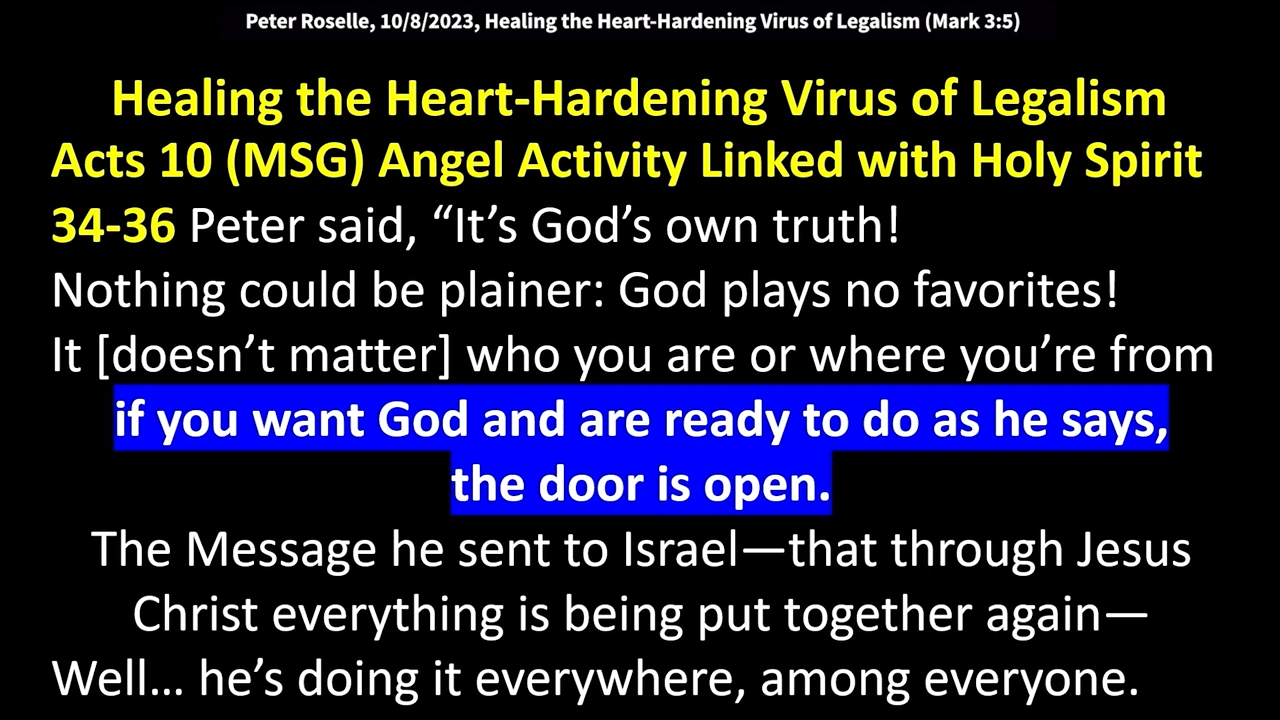 Peter Roselle, 10/8/2023, Healing the Heart-Hardening Virus of Legalism (Mark 3:5)
Healing the Heart-Hardening Virus of Legalism
Acts 10 (MSG) Angel Activity Linked with Holy Spirit
34-36 Peter said, “It’s God’s own truth!
Nothing could be plainer: God plays no favorites!
It [doesn’t matter] who you are or where you’re from
if you want God and are ready to do as he says,
the door is open.
The Message he sent to Israel—that through Jesus
Christ everything is being put together again—
Well… he’s doing it everywhere, among everyone.